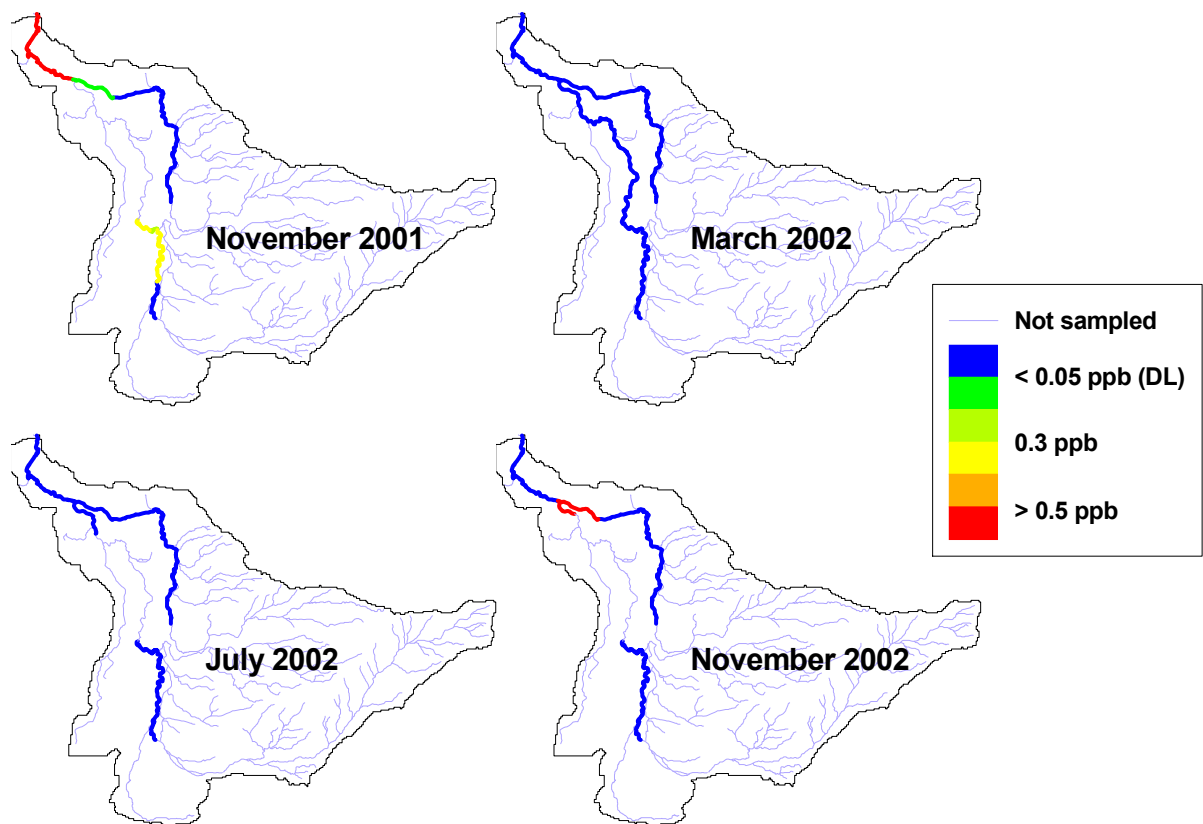 November 2001
March 2002
Not sampled
< 0.05 ppb (DL)
0.3 ppb
> 0.5 ppb
July 2002
November 2002